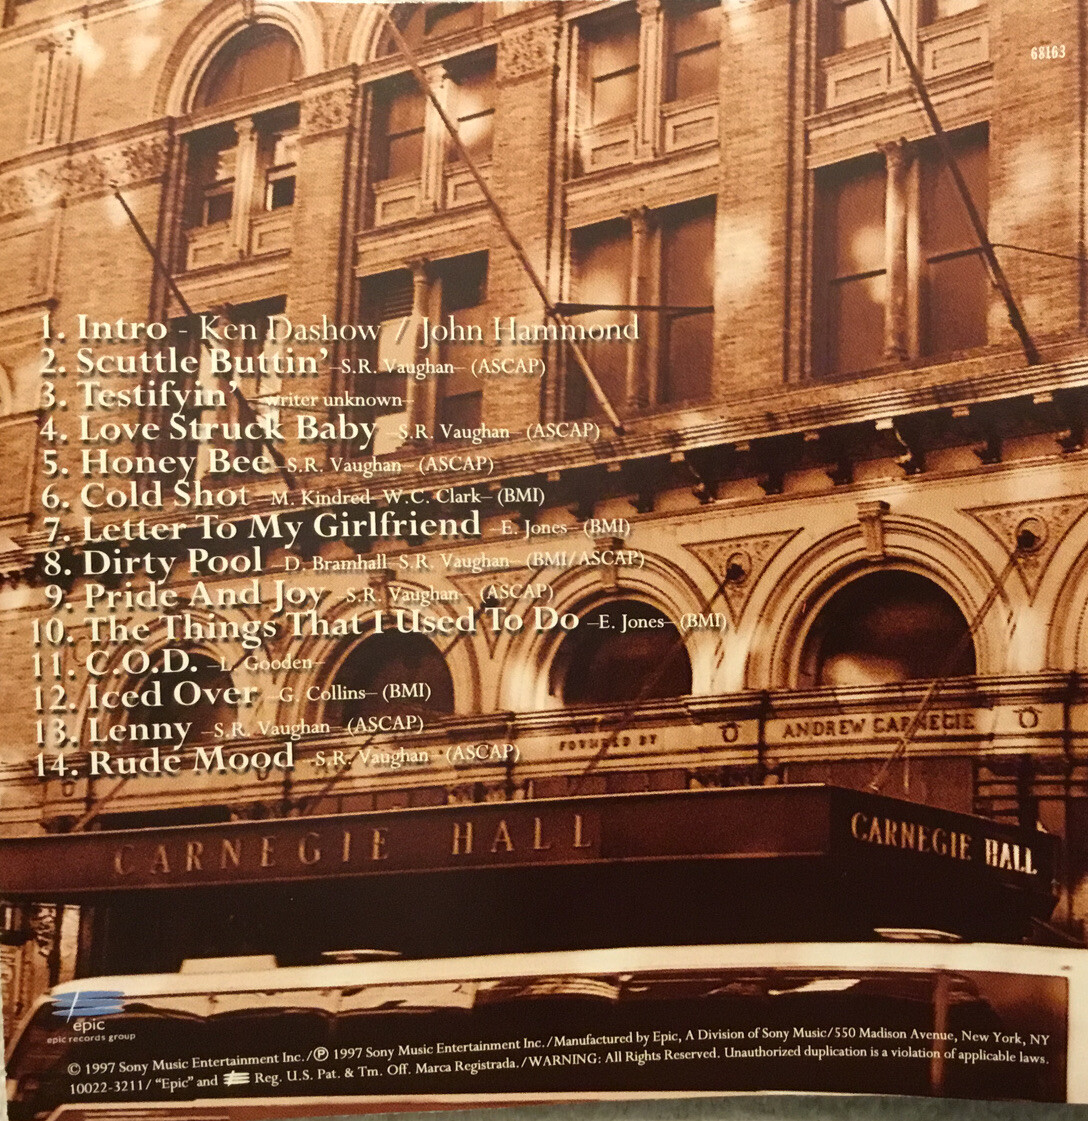 68163
1. Intro - Ken Dashow / John Hammond
2. Scuttle Buttin' –S.R. Vaughan– (ASCAP)
3. Testifyin' –writer unknown–
4. Love Struck Baby –S.R. Vaughan– (ASCAP)
5. Honey Bee –S.R. Vaughan– (ASCAP)
6. Cold Shot –M. Kindred–W.C. Clark– (BMI)
7. Letter To My Girlfriend –E. Jones– (BMI)
8. Dirty Pool –D. Bramhall–S.R. Vaughan– (BMI/ASCAP)
9. Pride And Joy –S.R. Vaughan– (ASCAP)
10. The Things That I Used To Do –E. Jones– (BMI)
11. C.O.D. –L. Gooden–
12. Iced Over –G. Collins– (BMI)
13. Lenny –S.R. Vaughan– (ASCAP)
14. Rude Mood –S.R. Vaughan– (ASCAP)
FOUNDED BY ANDREW CARNEGIE
CARNEGIE HALL
CARNEGIE HALL
epic
epic records group
© 1997 Sony Music Entertainment Inc./℗ 1997 Sony Music Entertainment Inc./Manufactured by Epic, A Division of Sony Music/550 Madison Avenue, New York, NY
10022-3211/ "Epic" and Reg. U.S. Pat. & Tm. Off. Marca Registrada./WARNING: All Rights Reserved. Unauthorized duplication is a violation of applicable laws.